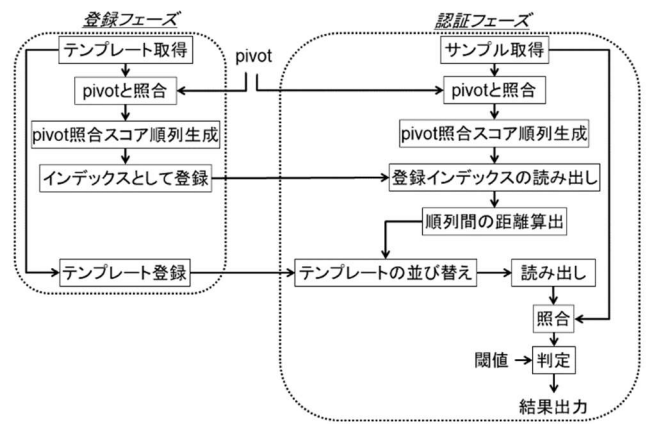 登録フェーズ
テンプレート取得
pivotと照合
pivot照合スコア順列生成
インデックスとして登録
テンプレート登録
pivot
認証フェーズ
サンプル取得
pivotと照合
pivot照合スコア順列生成
登録インデックスの読み出し
順列間の距離算出
テンプレートの並び替え
読み出し
照合
閾値
判定
結果出力